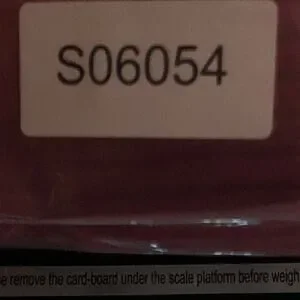 S06054
remove the card-board under the scale platform before weigh